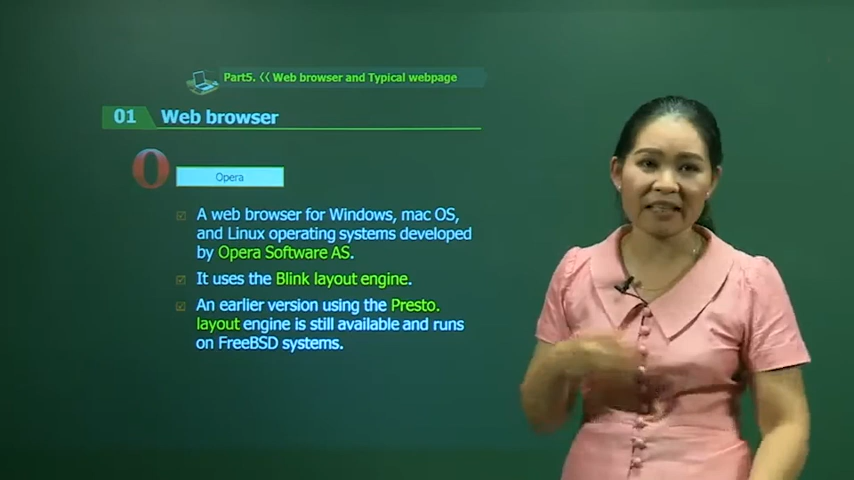 Part5. << Web browser and Typical webpage
01 Web browser
Opera
A web browser for Windows, mac OS,
and Linux operating systems developed
by Opera Software AS.
It uses the Blink layout engine.
An earlier version using the Presto.
layout engine is still available and runs
on FreeBSD systems.